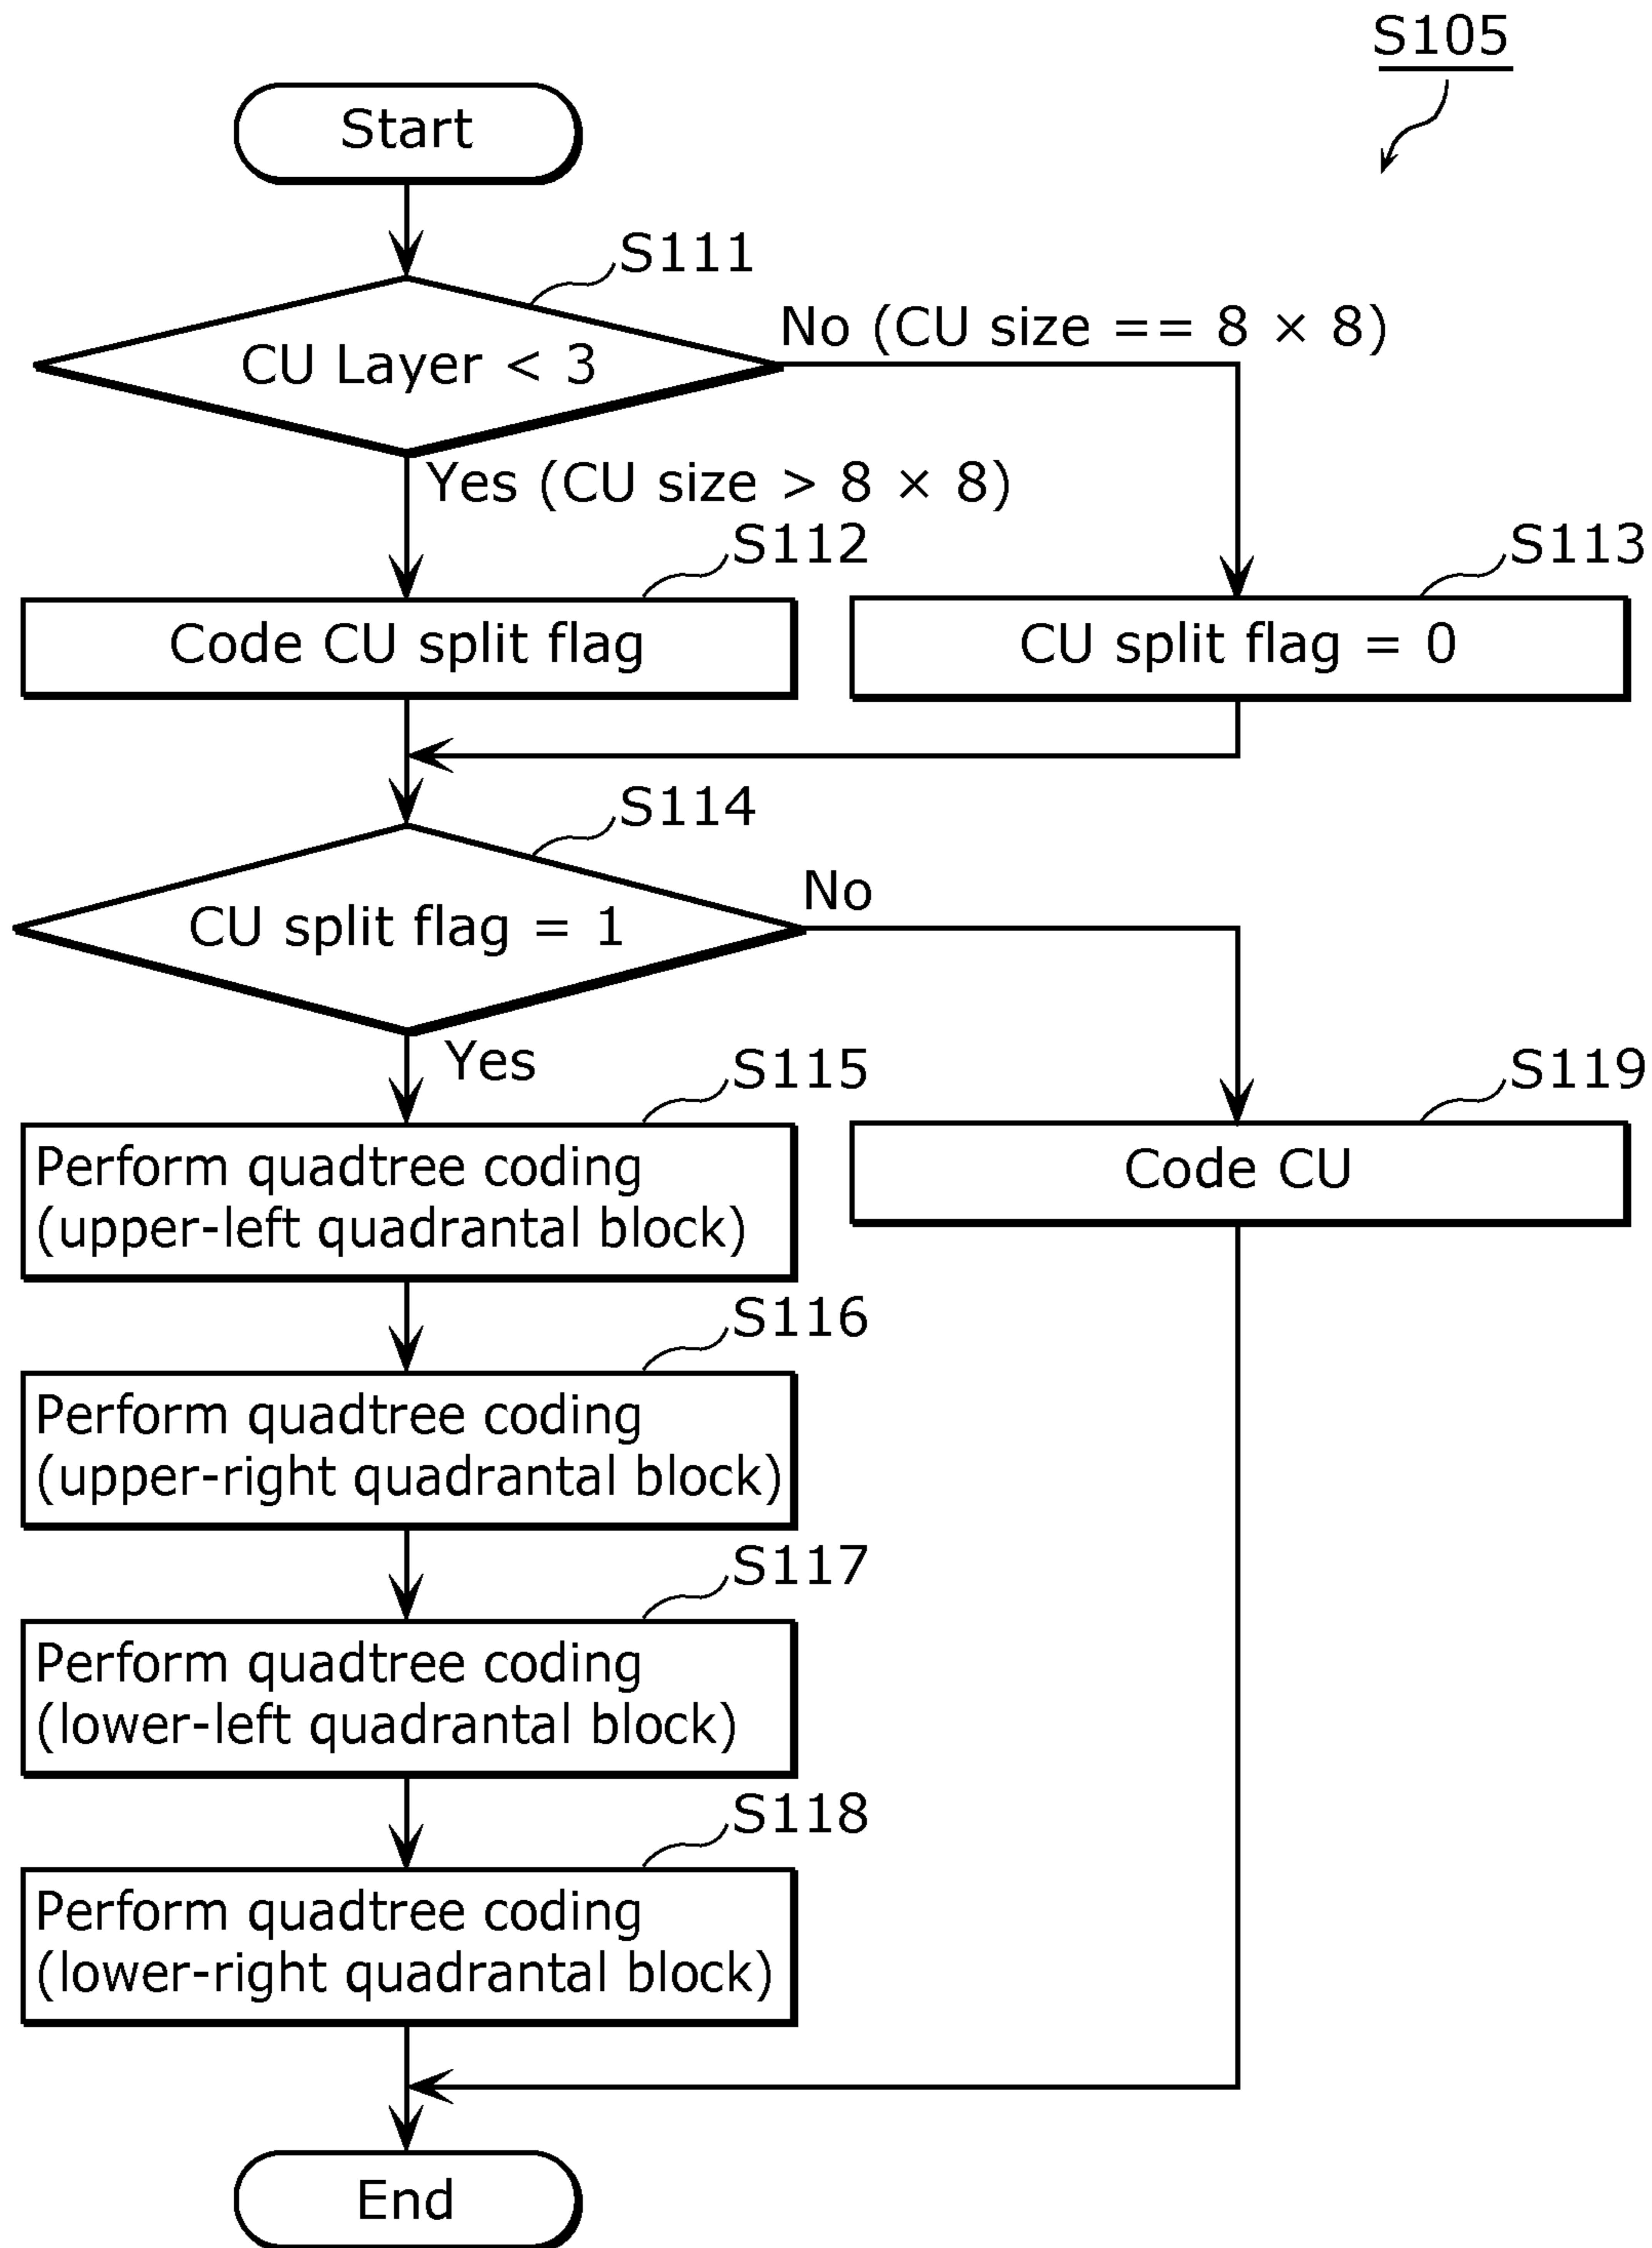 S105
Start
S111
CU Layer < 3
No (CU size == 8 × 8)
Yes (CU size > 8 × 8)
S112
Code CU split flag
S113
CU split flag = 0
S114
CU split flag = 1
No
Yes
S115
Perform quadtree coding
(upper-left quadrantal block)
S119
Code CU
S116
Perform quadtree coding
(upper-right quadrantal block)
S117
Perform quadtree coding
(lower-left quadrantal block)
S118
Perform quadtree coding
(lower-right quadrantal block)
End